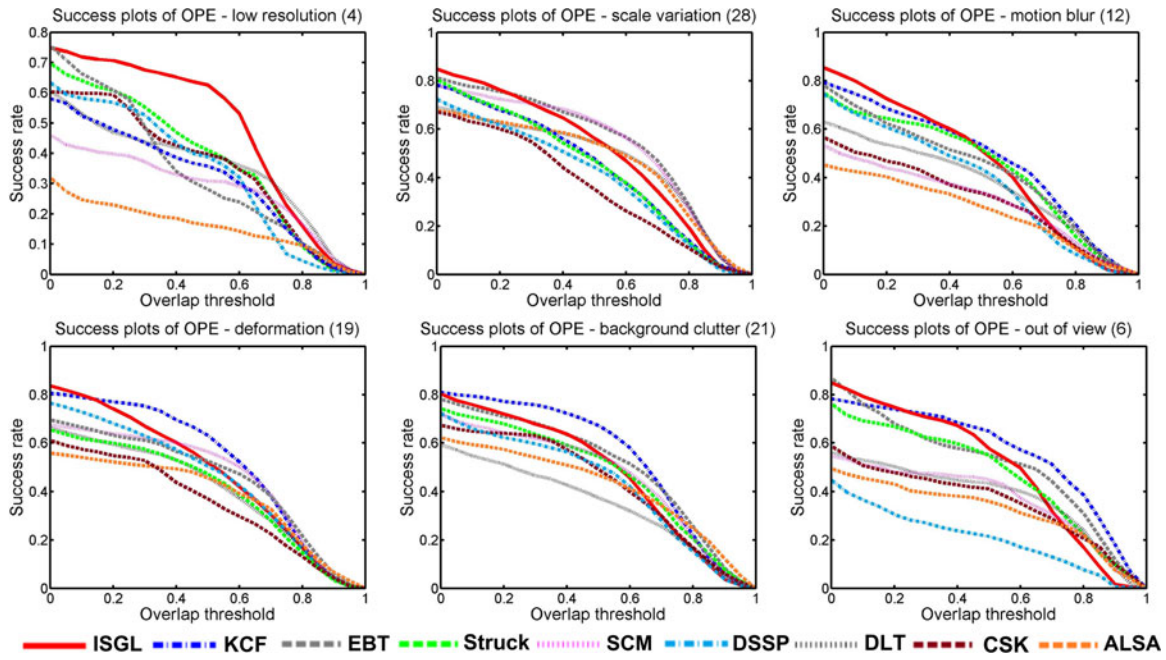 Success plots of OPE - low resolution (4)
Success plots of OPE - scale variation (28)
Success plots of OPE - motion blur (12)
Success rate
0.8
0.7
0.6
0.5
0.4
0.3
0.2
0.1
0
0 0.2 0.4 0.6 0.8 1
Overlap threshold
Success rate
1
0.8
0.6
0.4
0.2
0
0 0.2 0.4 0.6 0.8 1
Overlap threshold
Success rate
1
0.8
0.6
0.4
0.2
0
0 0.2 0.4 0.6 0.8 1
Overlap threshold
Success plots of OPE - deformation (19)
Success plots of OPE - background clutter (21)
Success plots of OPE - out of view (6)
Success rate
1
0.8
0.6
0.4
0.2
0
0 0.2 0.4 0.6 0.8 1
Overlap threshold
Success rate
1
0.8
0.6
0.4
0.2
0
0 0.2 0.4 0.6 0.8 1
Overlap threshold
Success rate
1
0.8
0.6
0.4
0.2
0
0 0.2 0.4 0.6 0.8 1
Overlap threshold
ISGL KCF EBT Struck SCM DSSP DLT CSK ALSA